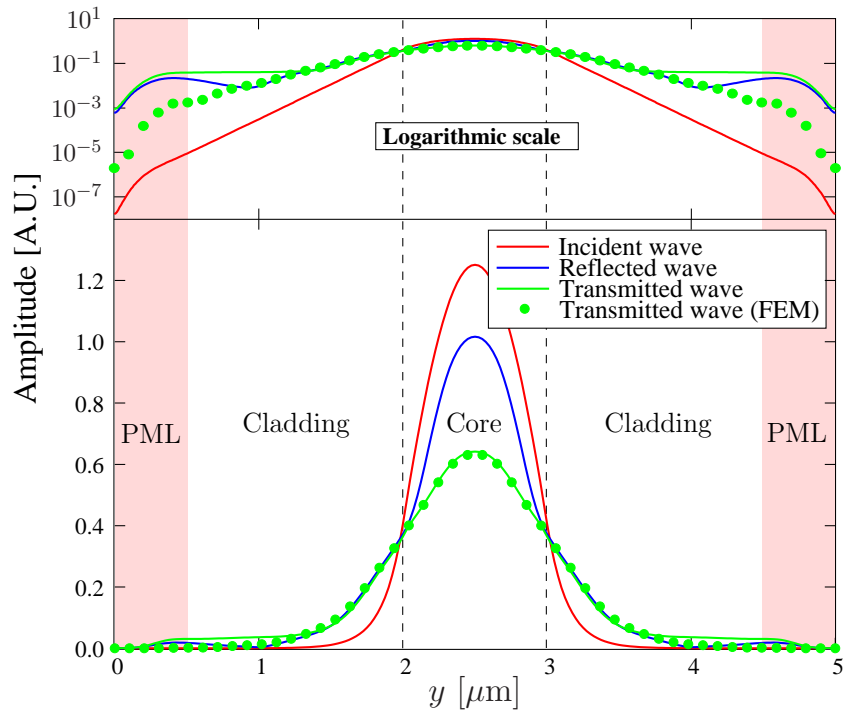 10^1
10^-1
10^-3
10^-5
10^-7
Logarithmic scale
Amplitude [A.U.]
Incident wave
Reflected wave
Transmitted wave
Transmitted wave (FEM)
1.2
1.0
0.8
0.6
0.4
0.2
0.0
PML
Cladding
Core
Cladding
PML
0 1 2 3 4 5
y [μm]